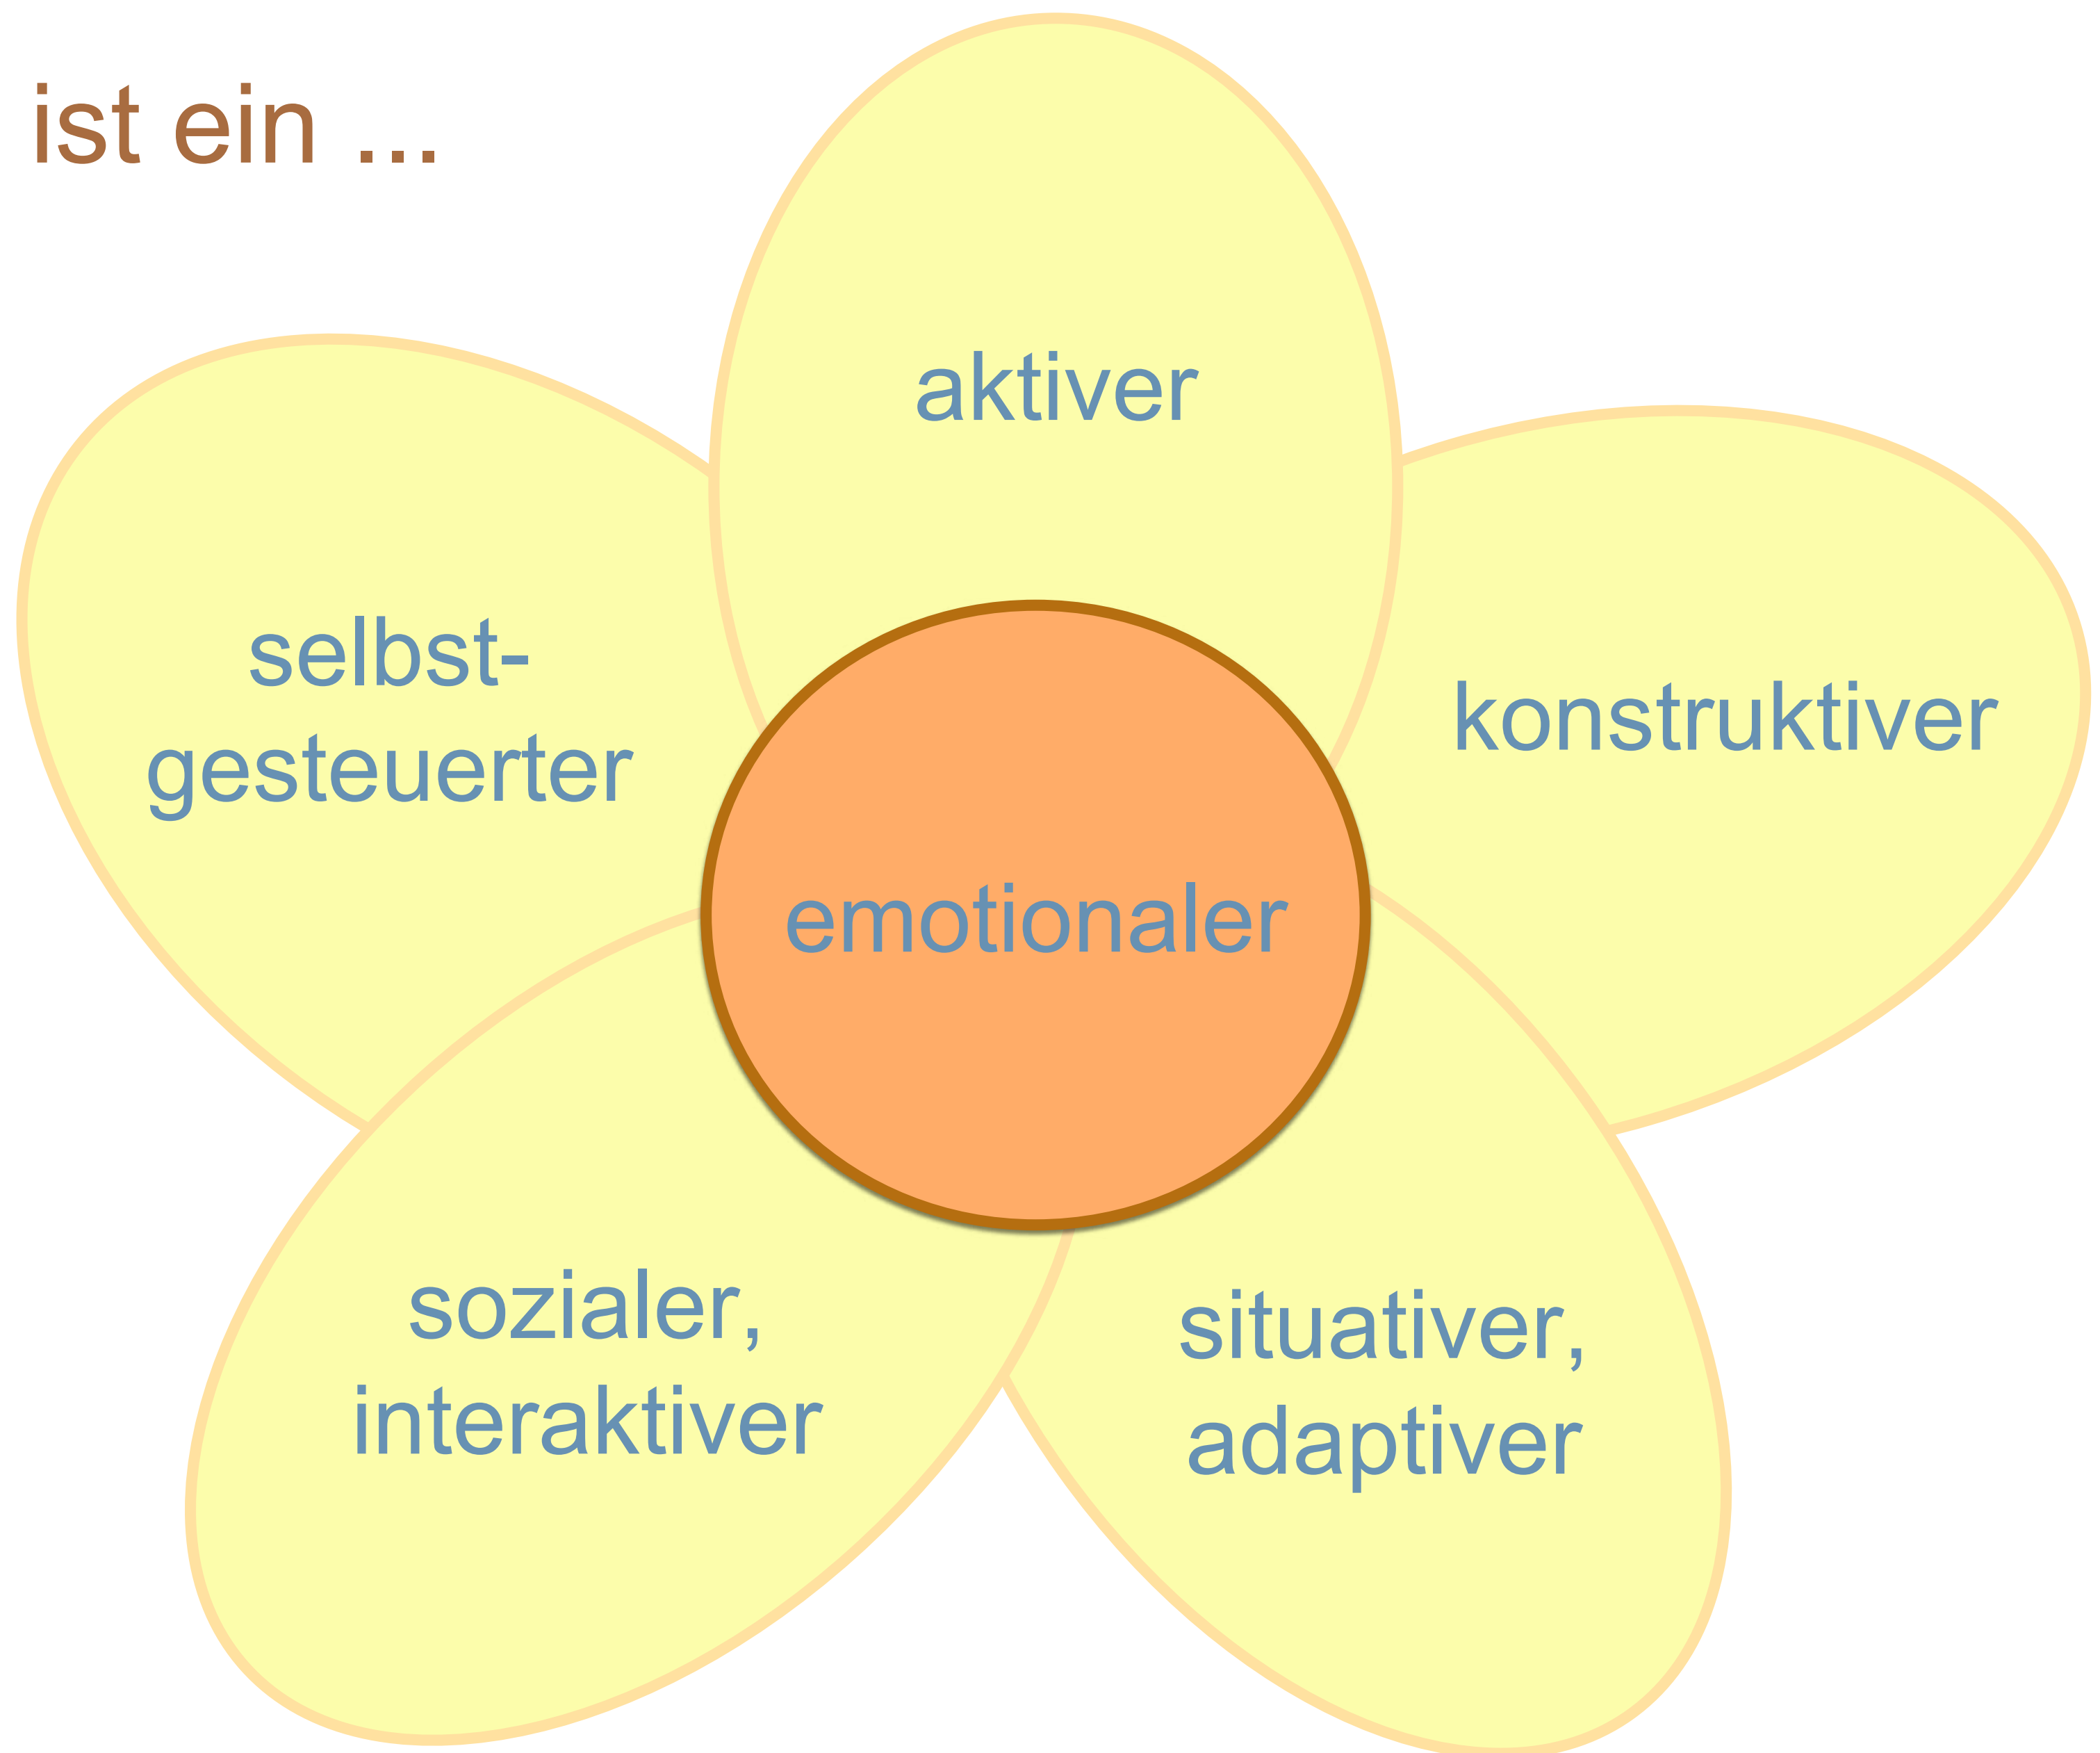 ist ein ...
aktiver
selbst-
gesteuerter
konstruktiver
emotionaler
sozialer,
interaktiver
situativer,
adaptiver